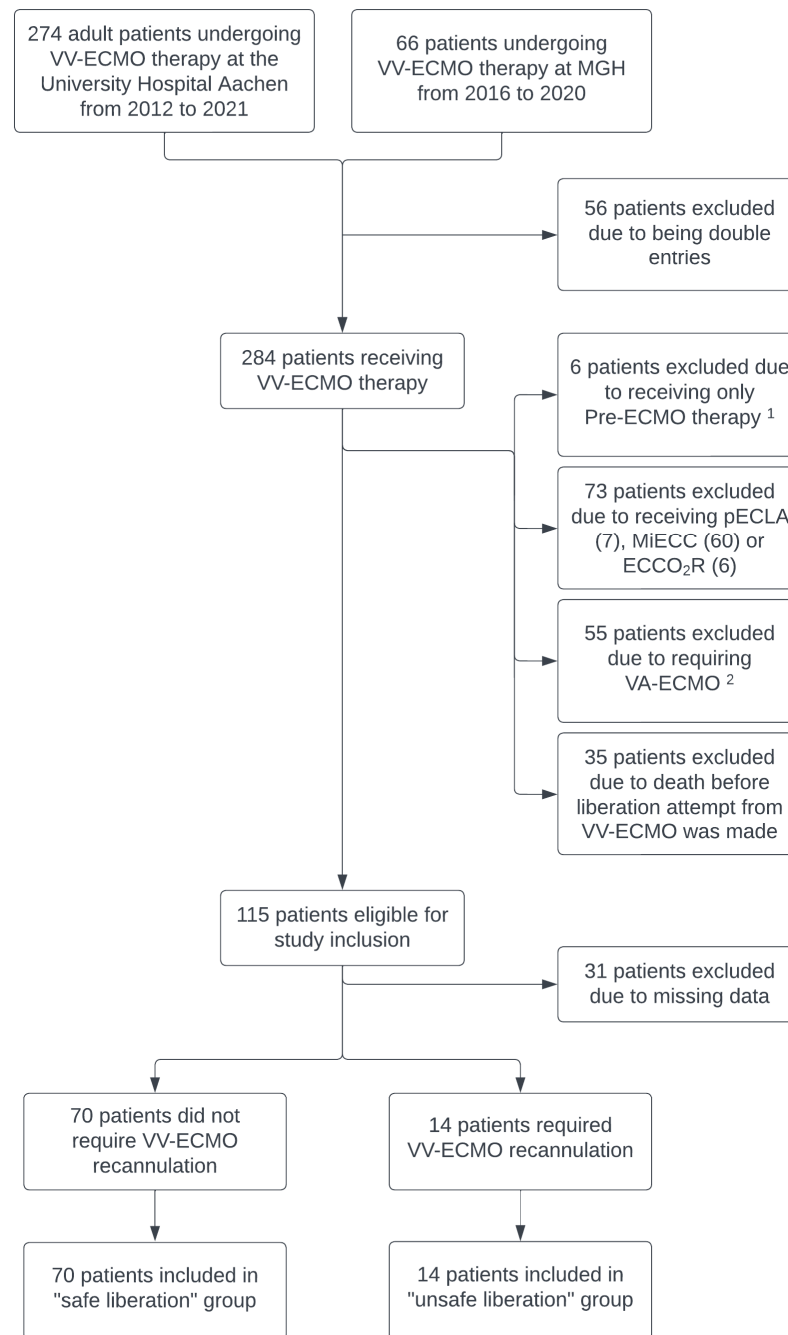 274 adult patients undergoing
VV-ECMO therapy at the
University Hospital Aachen
from 2012 to 2021
66 patients undergoing
VV-ECMO therapy at MGH
from 2016 to 2020
56 patients excluded
due to being double
entries
284 patients receiving
VV-ECMO therapy
6 patients excluded due
to receiving only
Pre-ECMO therapy ¹
73 patients excluded
due to receiving pECLA
(7), MiECC (60) or
ECCO₂R (6)
55 patients excluded
due to requiring
VA-ECMO ²
35 patients excluded
due to death before
liberation attempt from
VV-ECMO was made
115 patients eligible for
study inclusion
31 patients excluded
due to missing data
70 patients did not
require VV-ECMO
recannulation
14 patients required
VV-ECMO recannulation
70 patients included in
"safe liberation" group
14 patients included in
"unsafe liberation" group